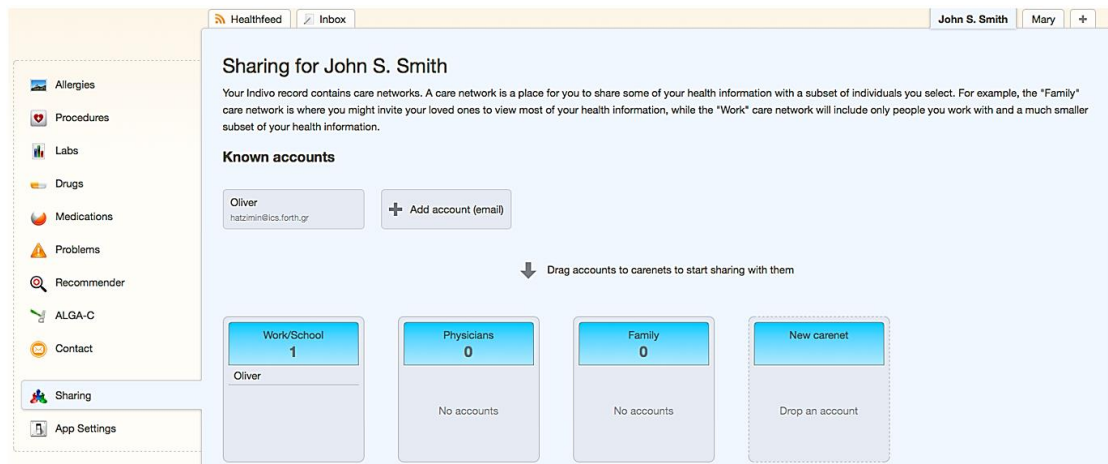 Healthfeed
Inbox
John S. Smith
Mary
+
Allergies
Procedures
Labs
Drugs
Medications
Problems
Recommender
ALGA-C
Contact
Sharing
App Settings
Sharing for John S. Smith
Your Indivo record contains care networks. A care network is a place for you to share some of your health information with a subset of individuals you select. For example, the "Family"
care network is where you might invite your loved ones to view most of your health information, while the "Work" care network will include only people you work with and a much smaller
subset of your health information.
Known accounts
Oliver
hatzimin@ics.forth.gr
Add account (email)
Drag accounts to carenets to start sharing with them
Work/School
1
Oliver
Physicians
0
No accounts
Family
0
No accounts
New carenet
Drop an account